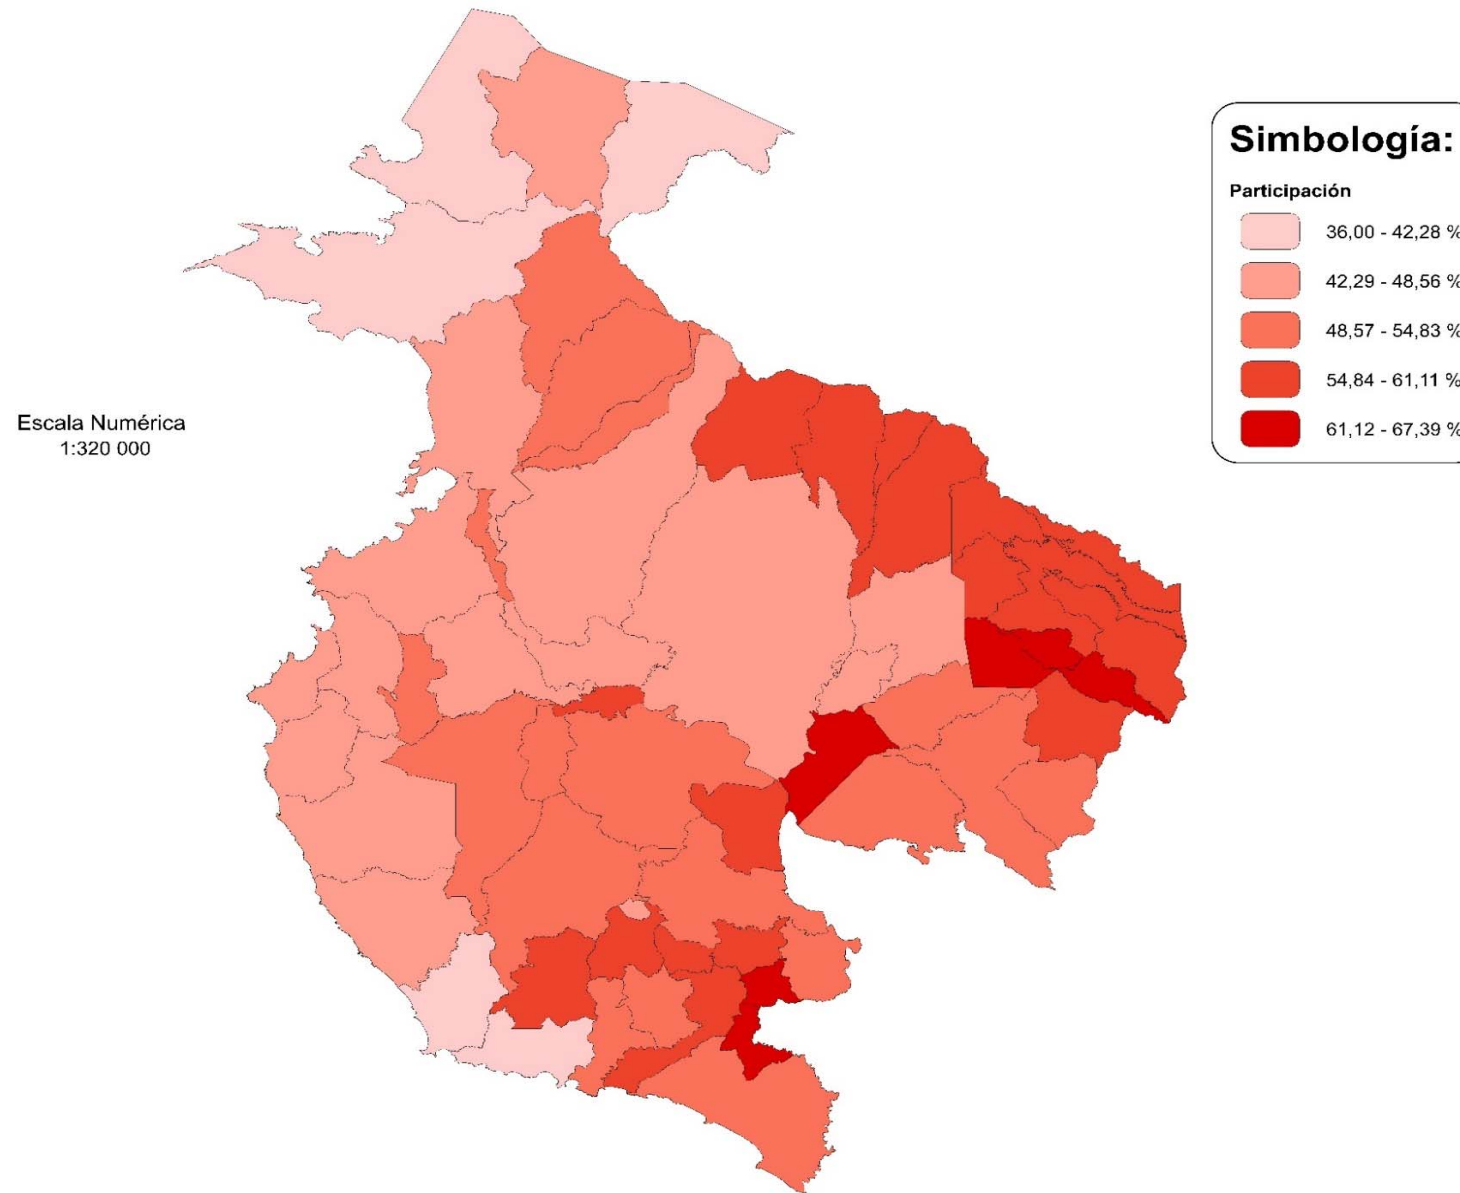 Escala Numérica
1:320 000
Simbología:
Participación
36,00 - 42,28 %
42,29 - 48,56 %
48,57 - 54,83 %
54,84 - 61,11 %
61,12 - 67,39 %